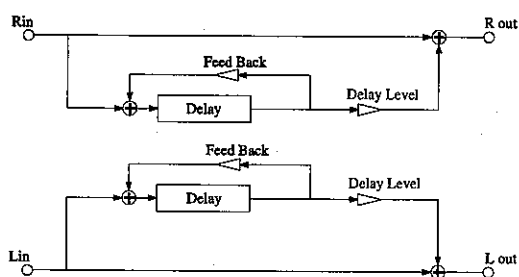 Rin
R out
Feed Back
Delay Level
Delay
Feed Back
Delay Level
Delay
Lin
L out